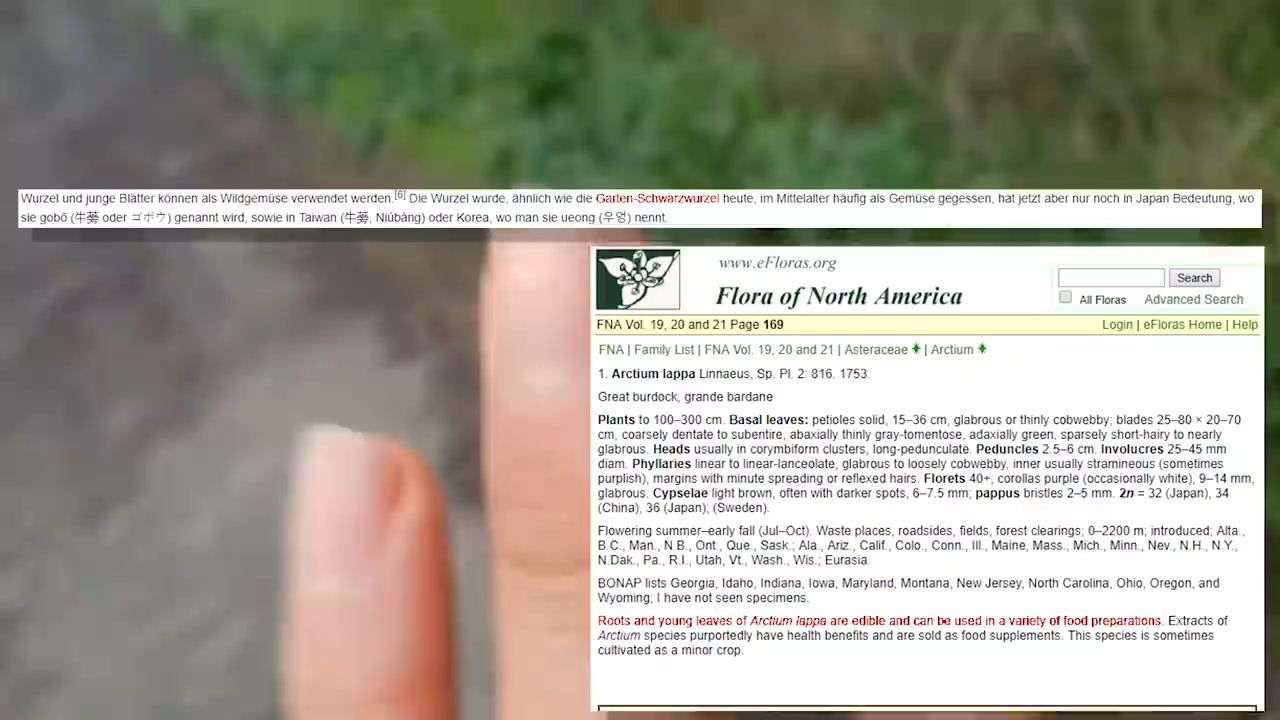 Wurzel und junge Blätter können als Wildgemüse verwendet werden.[6] Die Wurzel wurde, ähnlich wie die Garten-Schwarzwurzel heute, im Mittelalter häufig als Gemüse gegessen, hat jetzt aber nur noch in Japan Bedeutung, wo
sie gobō (牛蒡 oder ゴボウ) genannt wird, sowie in Taiwan (牛蒡, Niúbàng) oder Korea, wo man sie ueong (우엉) nennt.
www.eFloras.org
Flora of North America
Search
All Floras Advanced Search
FNA Vol. 19, 20 and 21 Page 169
Login | eFloras Home | Help
FNA | Family List | FNA Vol. 19, 20 and 21 | Asteraceae | Arctium
1. Arctium lappa Linnaeus, Sp. Pl. 2: 816. 1753.
Great burdock, grande bardane
Plants to 100–300 cm. Basal leaves: petioles solid, 15–36 cm, glabrous or thinly cobwebby; blades 25–80 × 20–70
cm, coarsely dentate to subentire, abaxially thinly gray-tomentose, adaxially green, sparsely short-hairy to nearly
glabrous. Heads usually in corymbiform clusters, long-pedunculate. Peduncles 2.5–6 cm. Involucres 25–45 mm
diam. Phyllaries linear to linear-lanceolate, glabrous to loosely cobwebby, inner usually stramineous (sometimes
purplish), margins with minute spreading or reflexed hairs. Florets 40+; corollas purple (occasionally white), 9–14 mm,
glabrous. Cypselae light brown, often with darker spots, 6–7.5 mm; pappus bristles 2–5 mm. 2n = 32 (Japan), 34
(China), 36 (Japan); (Sweden).
Flowering summer–early fall (Jul–Oct). Waste places, roadsides, fields, forest clearings; 0–2200 m; introduced; Alta.,
B.C., Man., N.B., Ont., Que., Sask.; Ala., Ariz., Calif., Colo., Conn., Ill., Maine, Mass., Mich., Minn., Nev., N.H., N.Y.,
N.Dak., Pa., R.I., Utah, Vt., Wash., Wis.; Eurasia.
BONAP lists Georgia, Idaho, Indiana, Iowa, Maryland, Montana, New Jersey, North Carolina, Ohio, Oregon, and
Wyoming; I have not seen specimens.
Roots and young leaves of Arctium lappa are edible and can be used in a variety of food preparations. Extracts of
Arctium species purportedly have health benefits and are sold as food supplements. This species is sometimes
cultivated as a minor crop.